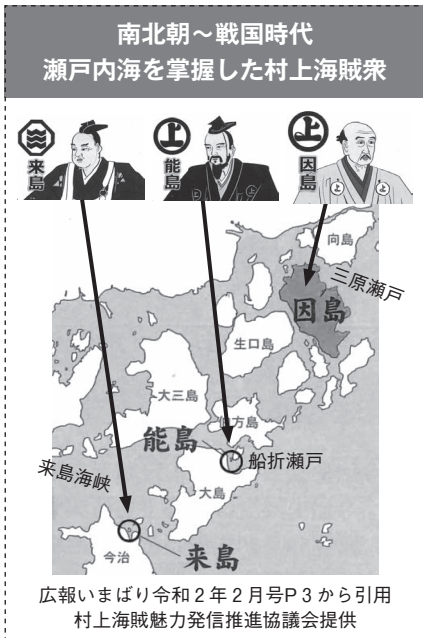 南北朝～戦国時代
瀬戸内海を掌握した村上海賊衆
来島
上
能島
上
因島
上
上
向島
三原瀬戸
因島
生口島
大三島
伯方島
能島
船折瀬戸
大島
来島海峡
来島
今治
広報いまばり令和２年２月号Ｐ３から引用
村上海賊魅力発信推進協議会提供